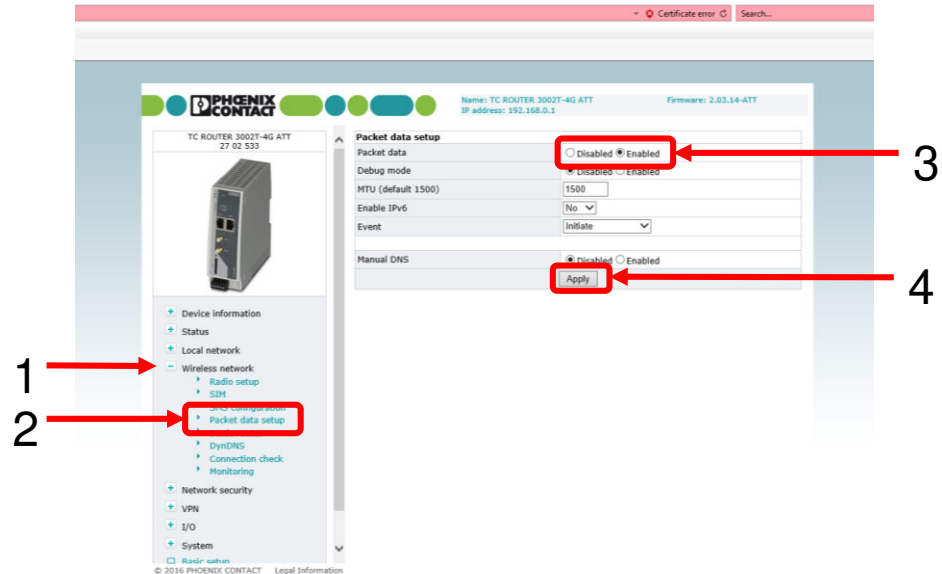 Certificate error
Search...
PHŒNIX
CONTACT
Name: TC ROUTER 3002T-4G ATT
IP address: 192.168.0.1
Firmware: 2.03.14-ATT
TC ROUTER 3002T-4G ATT
27 02 533
Packet data setup
Packet data
Disabled Enabled
Debug mode
Disabled Enabled
MTU (default 1500)
1500
Enable IPv6
No
Event
Initiate
Manual DNS
Disabled Enabled
Apply
3
4
Device information
Status
Local network
1
Wireless network
Radio setup
SIM
SMS configuration
2
Packet data setup
DynDNS
Connection check
Monitoring
Network security
VPN
I/O
System
Basic setup
© 2016 PHOENIX CONTACT Legal Information